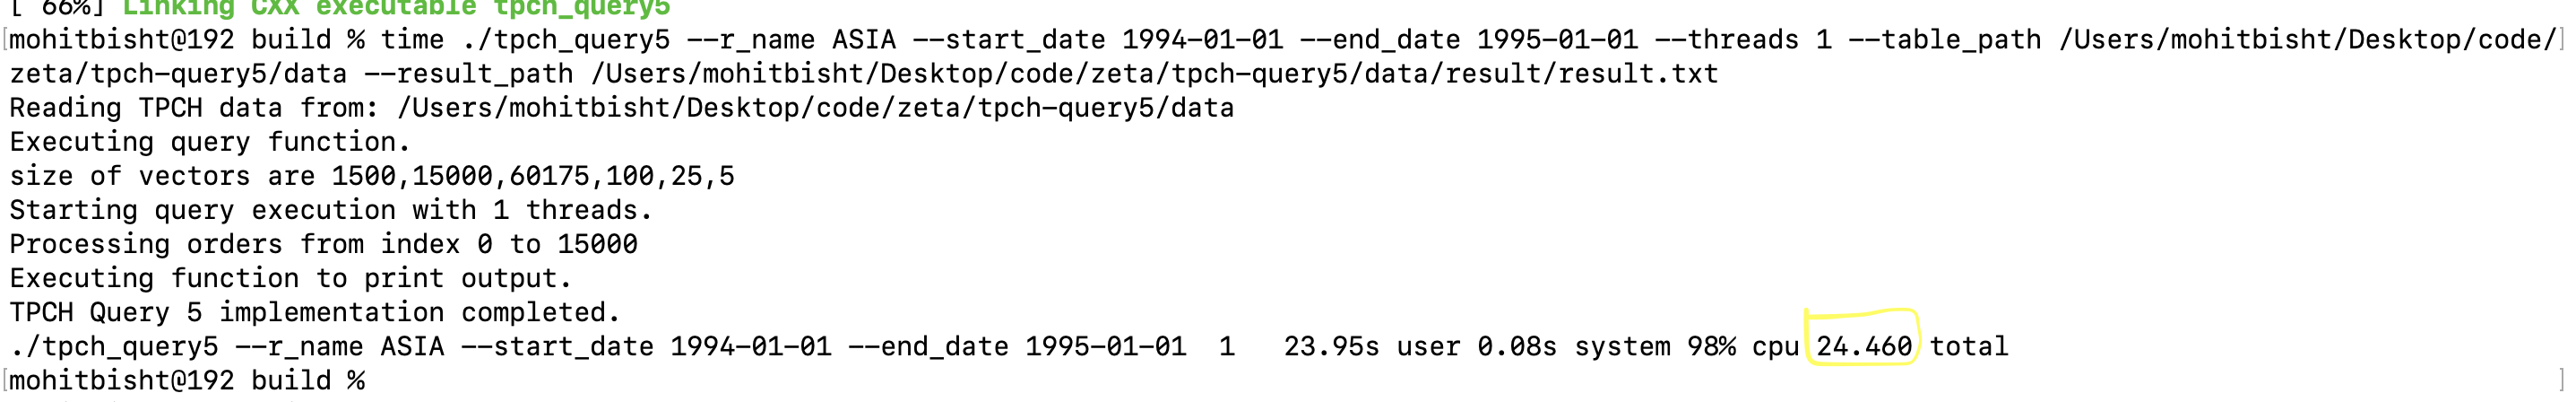 [ 66%] Linking CXX executable tpch_query5
[mohitbisht@192 build % time ./tpch_query5 --r_name ASIA --start_date 1994-01-01 --end_date 1995-01-01 --threads 1 --table_path /Users/mohitbisht/Desktop/code/]
zeta/tpch-query5/data --result_path /Users/mohitbisht/Desktop/code/zeta/tpch-query5/data/result/result.txt
Reading TPCH data from: /Users/mohitbisht/Desktop/code/zeta/tpch-query5/data
Executing query function.
size of vectors are 1500,15000,60175,100,25,5
Starting query execution with 1 threads.
Processing orders from index 0 to 15000
Executing function to print output.
TPCH Query 5 implementation completed.
./tpch_query5 --r_name ASIA --start_date 1994-01-01 --end_date 1995-01-01  1   23.95s user 0.08s system 98% cpu 24.460 total
[mohitbisht@192 build % ]